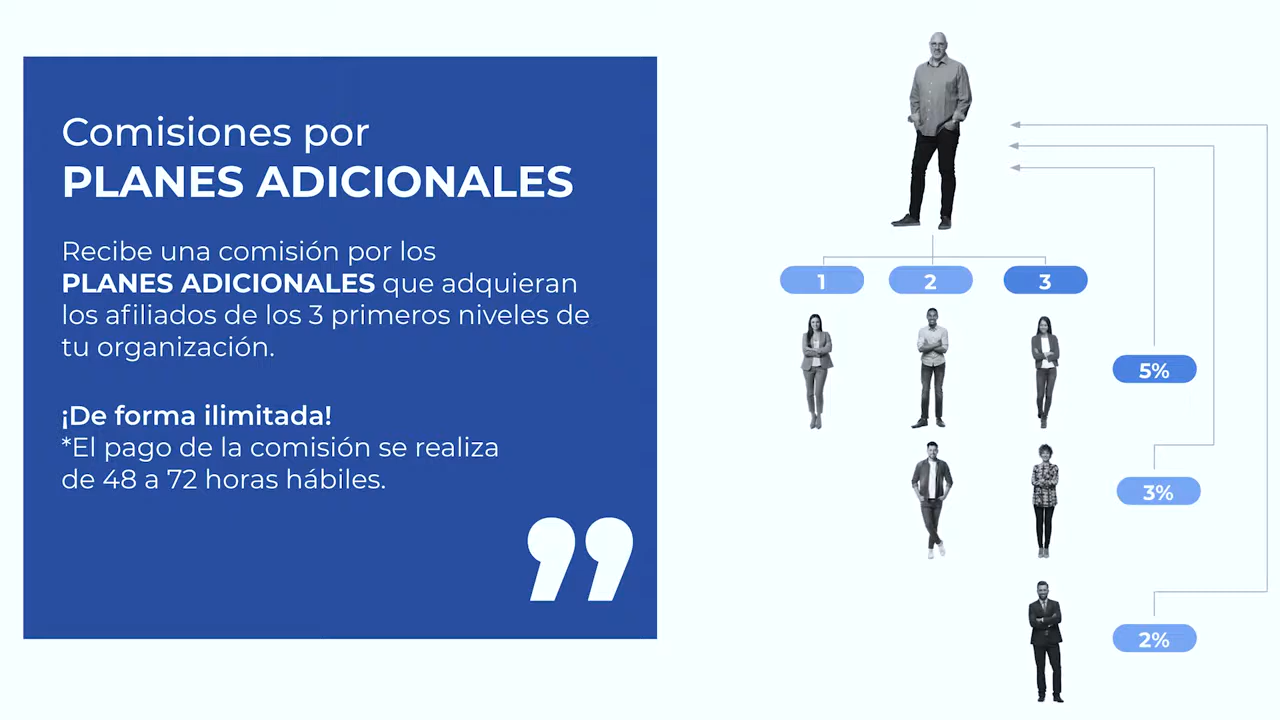 Comisiones por
PLANES ADICIONALES
Recibe una comisión por los
PLANES ADICIONALES que adquieran
los afiliados de los 3 primeros niveles de
tu organización.
¡De forma ilimitada!
*El pago de la comisión se realiza
de 48 a 72 horas hábiles.
1
2
3
5%
3%
2%